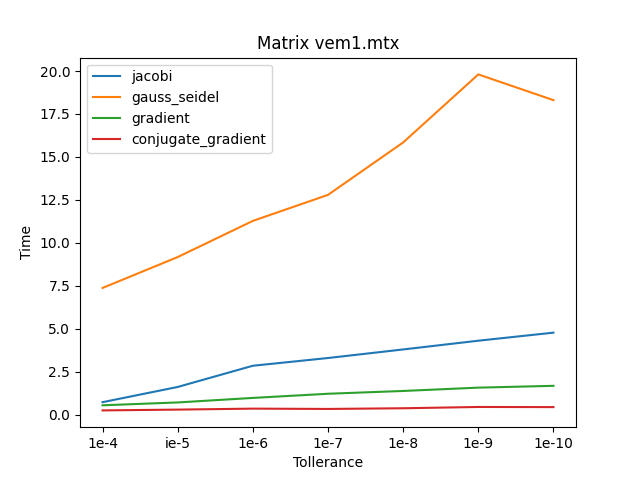 Matrix vem1.mtx
jacobi
gauss_seidel
gradient
conjugate_gradient
20.0
17.5
15.0
12.5
10.0
7.5
5.0
2.5
0.0
Time
1e-4 ie-5 1e-6 1e-7 1e-8 1e-9 1e-10
Tollerance